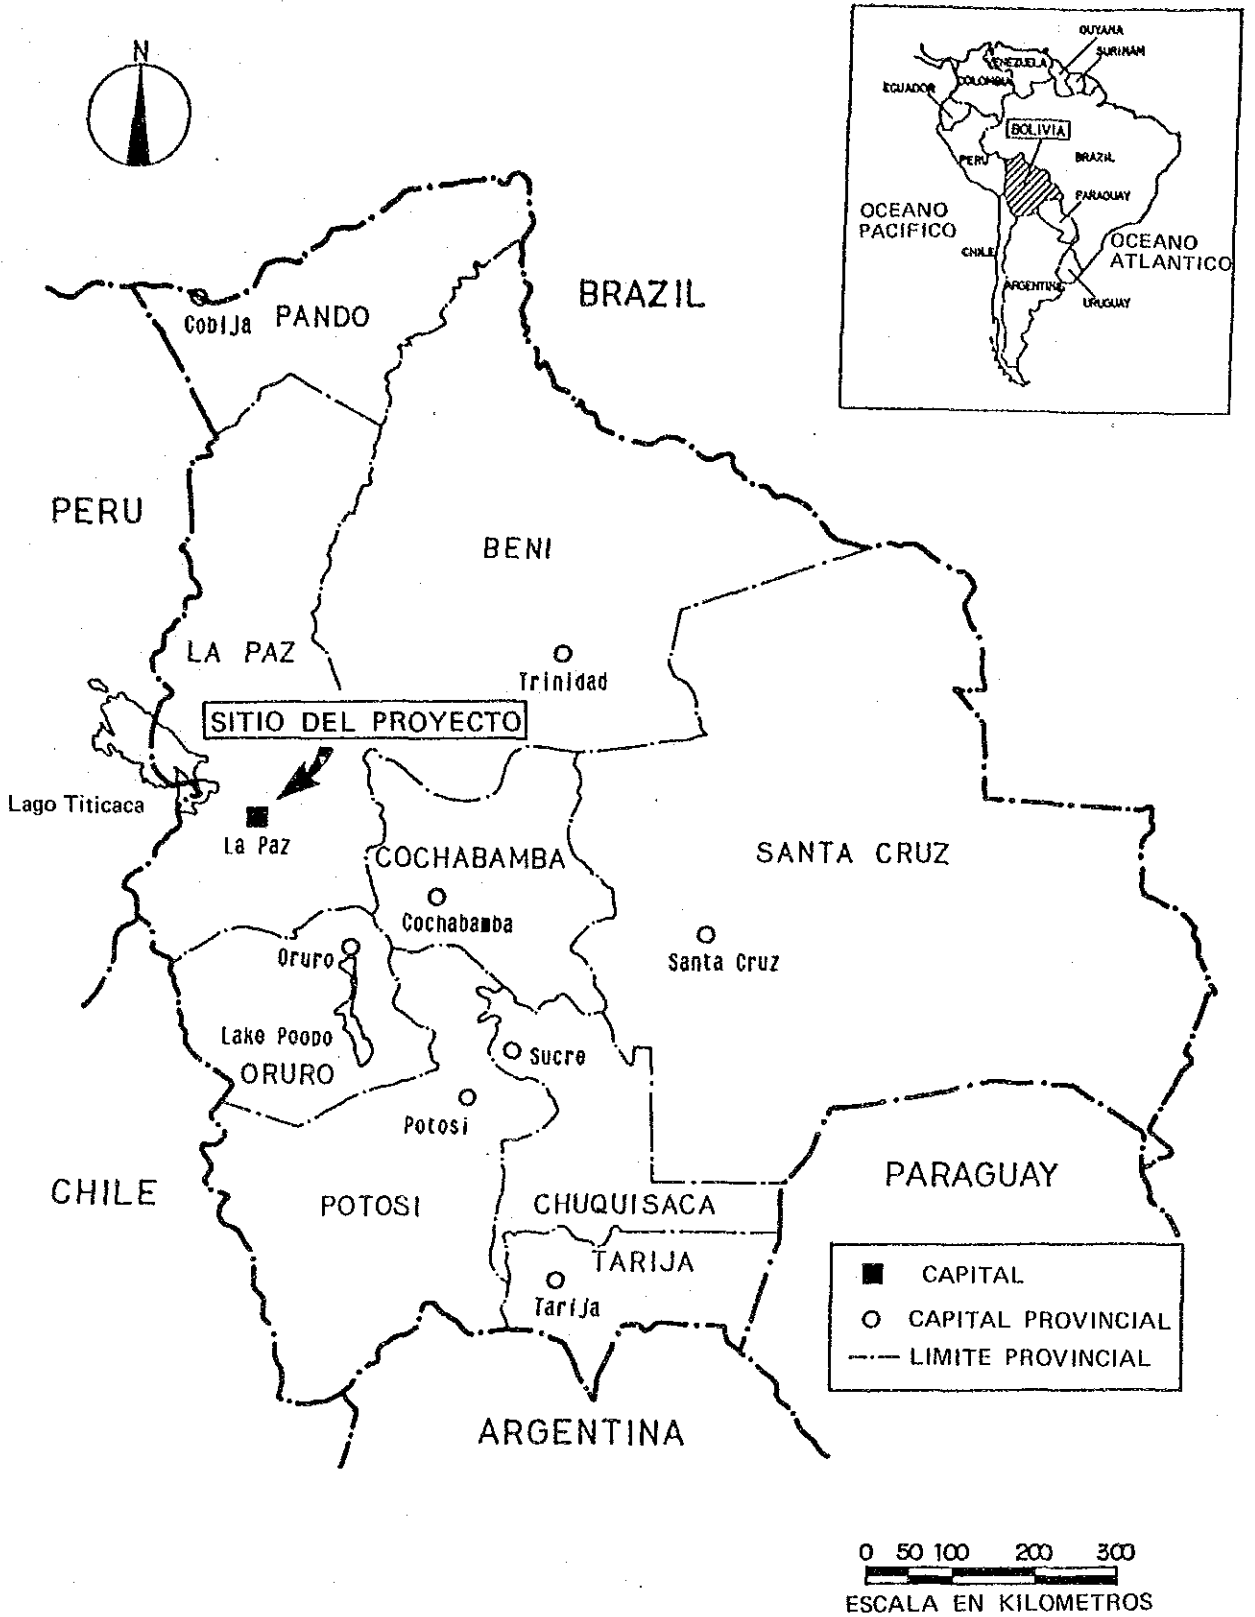 N
GUYANA
SURINAM
VENEZUELA
COLOMBIA
ECUADOR
BOLIVIA
PERU
BRAZIL
PARAGUAY
OCEANO
PACIFICO
CHILE
OCEANO
ATLANTICO
ARGENTINA
URUGUAY
BRAZIL
Cobija
PANDO
PERU
BENI
LA PAZ
Trinidad
SITIO DEL PROYECTO
Lago Titicaca
La Paz
COCHABAMBA
SANTA CRUZ
Cochabamba
Oruro
Santa Cruz
Lake Poopo
Sucre
ORURO
Potosi
CHILE
POTOSI
CHUQUISACA
PARAGUAY
TARIJA
Tarija
CAPITAL
CAPITAL PROVINCIAL
LIMITE PROVINCIAL
ARGENTINA
0 50 100 200 300
ESCALA EN KILOMETROS